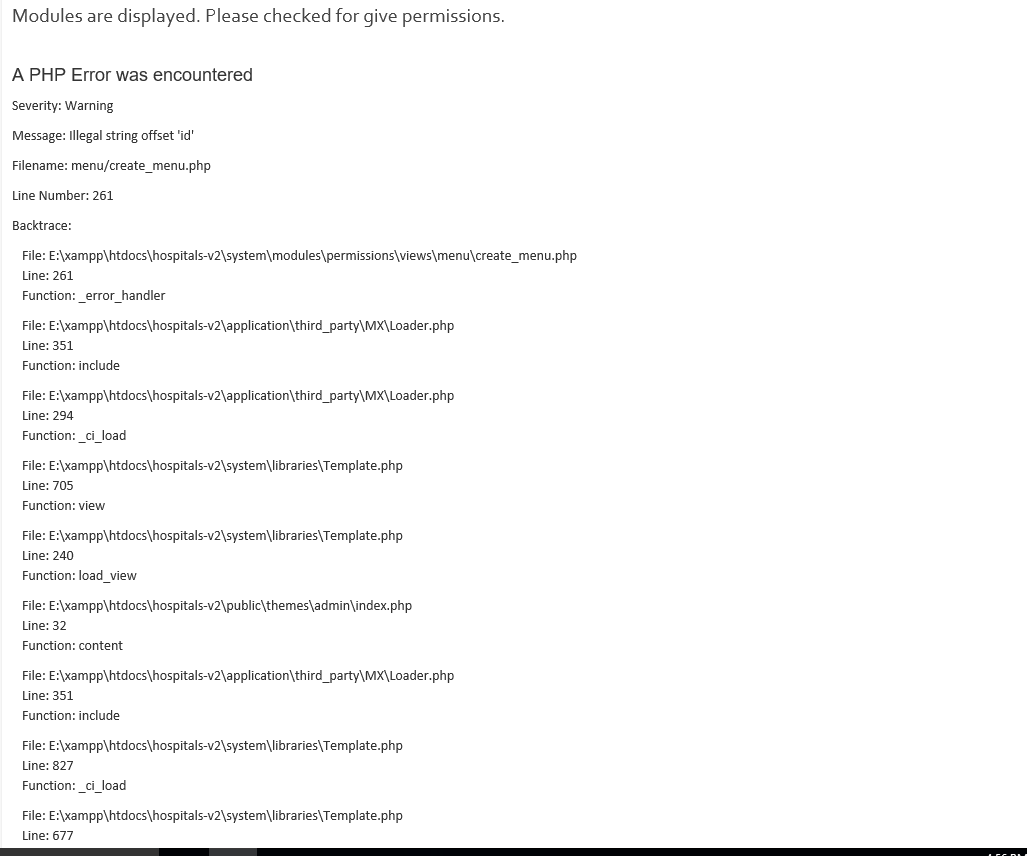 Modules are displayed. Please checked for give permissions.
A PHP Error was encountered
Severity: Warning
Message: Illegal string offset 'id'
Filename: menu/create_menu.php
Line Number: 261
Backtrace:
File: E:\xampp\htdocs\hospitals-v2\system\modules\permissions\views\menu\create_menu.php
Line: 261
Function: _error_handler
File: E:\xampp\htdocs\hospitals-v2\application\third_party\MX\Loader.php
Line: 351
Function: include
File: E:\xampp\htdocs\hospitals-v2\application\third_party\MX\Loader.php
Line: 294
Function: _ci_load
File: E:\xampp\htdocs\hospitals-v2\system\libraries\Template.php
Line: 705
Function: view
File: E:\xampp\htdocs\hospitals-v2\system\libraries\Template.php
Line: 240
Function: load_view
File: E:\xampp\htdocs\hospitals-v2\public\themes\admin\index.php
Line: 32
Function: content
File: E:\xampp\htdocs\hospitals-v2\application\third_party\MX\Loader.php
Line: 351
Function: include
File: E:\xampp\htdocs\hospitals-v2\system\libraries\Template.php
Line: 827
Function: _ci_load
File: E:\xampp\htdocs\hospitals-v2\system\libraries\Template.php
Line: 677